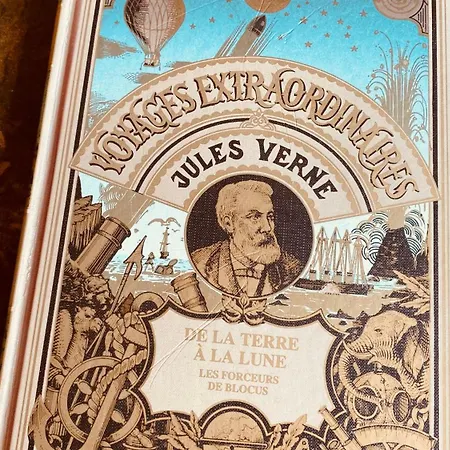 VOYAGES EXTRAORDINAIRES
JULES VERNE
DE LA TERRE
À LA LUNE
LES FORCEURS
DE BLOCUS